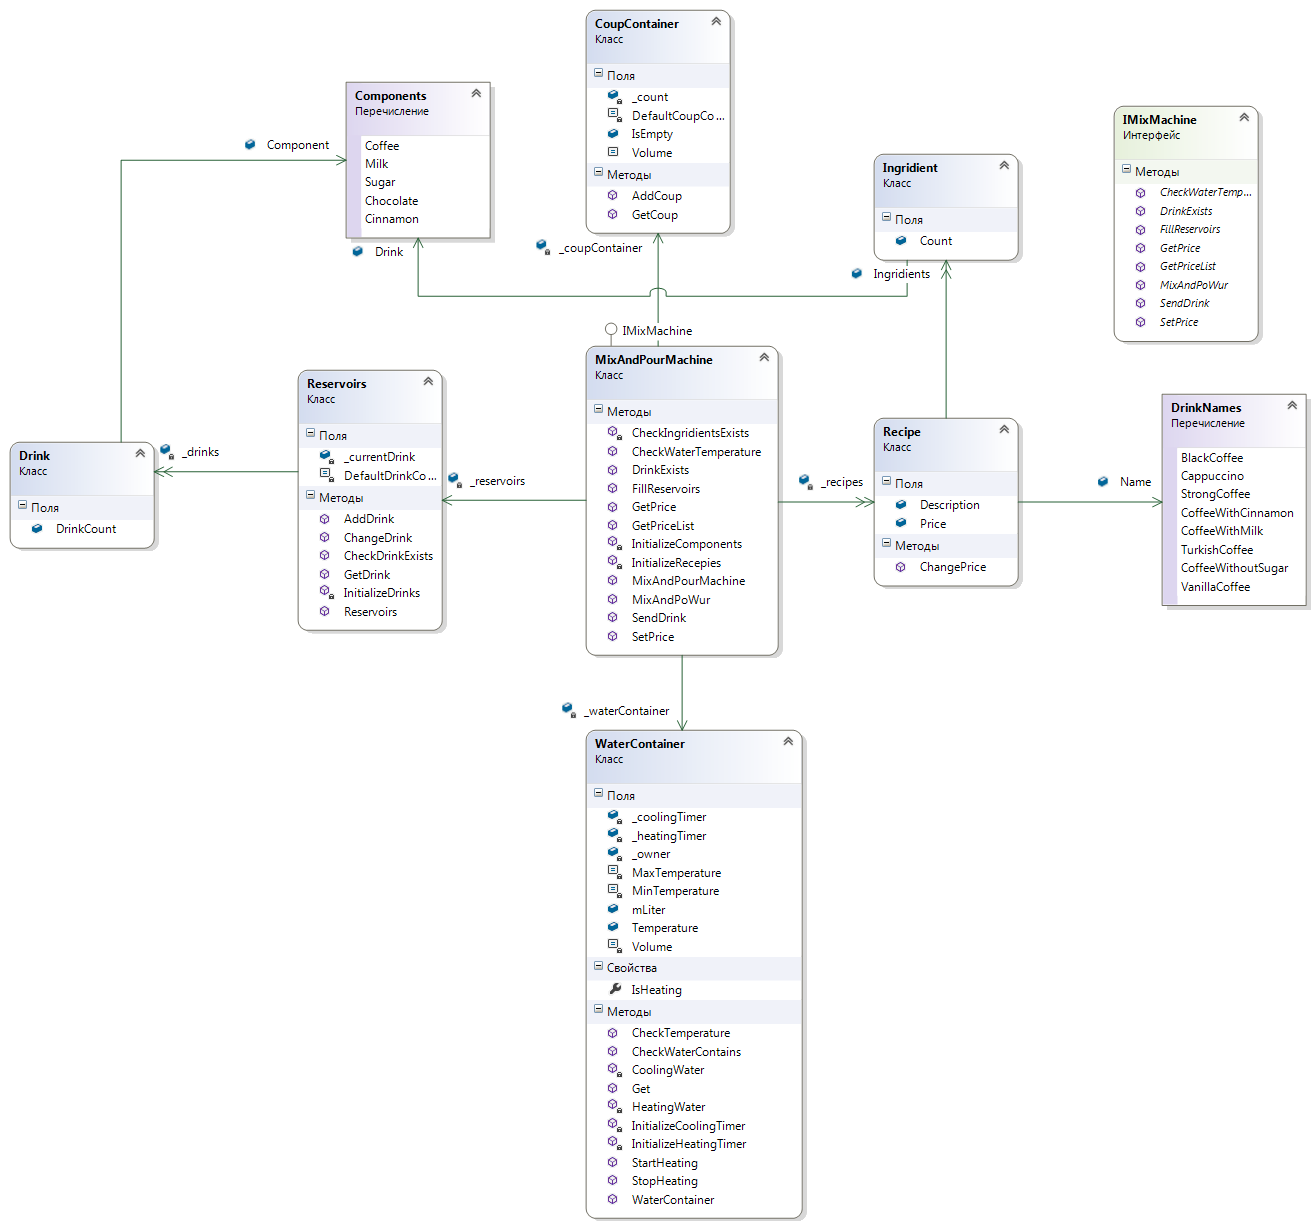 CoupContainer
Класс
Поля
_count
DefaultCoupCo...
IsEmpty
Volume
Методы
AddCoup
GetCoup
Components
Перечисление
Coffee
Milk
Sugar
Chocolate
Cinnamon
Component
Drink
_coupContainer
Ingridient
Класс
Поля
Count
Ingridients
IMixMachine
Интерфейс
Методы
CheckWaterTemp...
DrinkExists
FillReservoirs
GetPrice
GetPriceList
MixAndPoWur
SendDrink
SetPrice
IMixMachine
MixAndPourMachine
Класс
Методы
CheckIngridientsExists
CheckWaterTemperature
DrinkExists
FillReservoirs
GetPrice
GetPriceList
InitializeComponents
InitializeRecepies
MixAndPourMachine
MixAndPoWur
SendDrink
SetPrice
Reservoirs
Класс
Поля
_currentDrink
DefaultDrinkCo...
Методы
AddDrink
ChangeDrink
CheckDrinkExists
GetDrink
InitializeDrinks
Reservoirs
Drink
Класс
Поля
DrinkCount
_drinks
_reservoirs
_recipes
Recipe
Класс
Поля
Description
Price
Методы
ChangePrice
Name
DrinkNames
Перечисление
BlackCoffee
Cappuccino
StrongCoffee
CoffeeWithCinnamon
CoffeeWithMilk
TurkishCoffee
CoffeeWithoutSugar
VanillaCoffee
_waterContainer
WaterContainer
Класс
Поля
_coolingTimer
_heatingTimer
_owner
MaxTemperature
MinTemperature
mLiter
Temperature
Volume
Свойства
IsHeating
Методы
CheckTemperature
CheckWaterContains
CoolingWater
Get
HeatingWater
InitializeCoolingTimer
InitializeHeatingTimer
StartHeating
StopHeating
WaterContainer